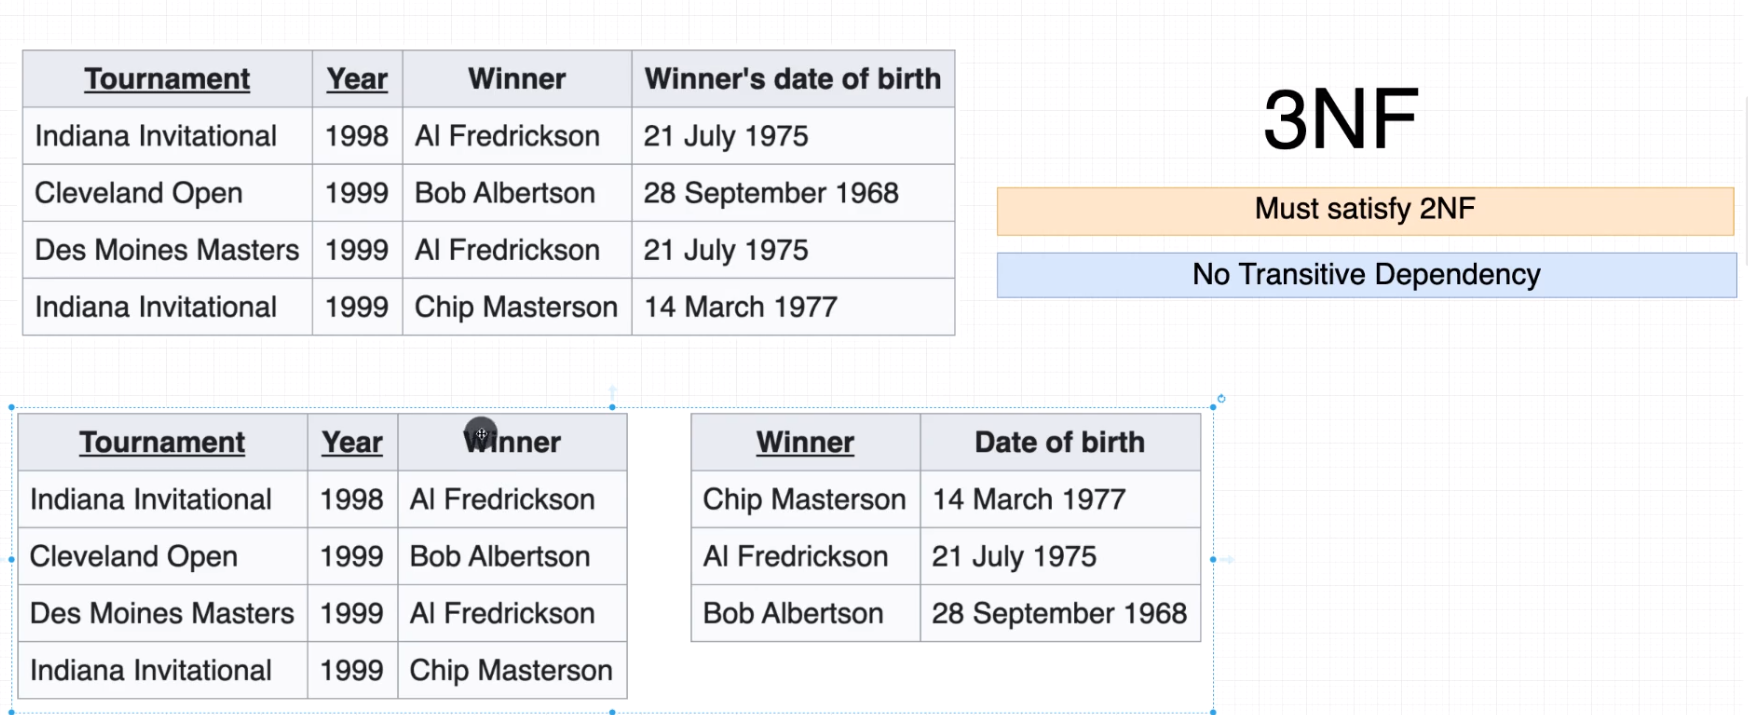 Tournament Year Winner Winner's date of birth
Indiana Invitational 1998 Al Fredrickson 21 July 1975
Cleveland Open 1999 Bob Albertson 28 September 1968
Des Moines Masters 1999 Al Fredrickson 21 July 1975
Indiana Invitational 1999 Chip Masterson 14 March 1977
3NF
Must satisfy 2NF
No Transitive Dependency
Tournament Year Winner
Indiana Invitational 1998 Al Fredrickson
Cleveland Open 1999 Bob Albertson
Des Moines Masters 1999 Al Fredrickson
Indiana Invitational 1999 Chip Masterson
Winner Date of birth
Chip Masterson 14 March 1977
Al Fredrickson 21 July 1975
Bob Albertson 28 September 1968